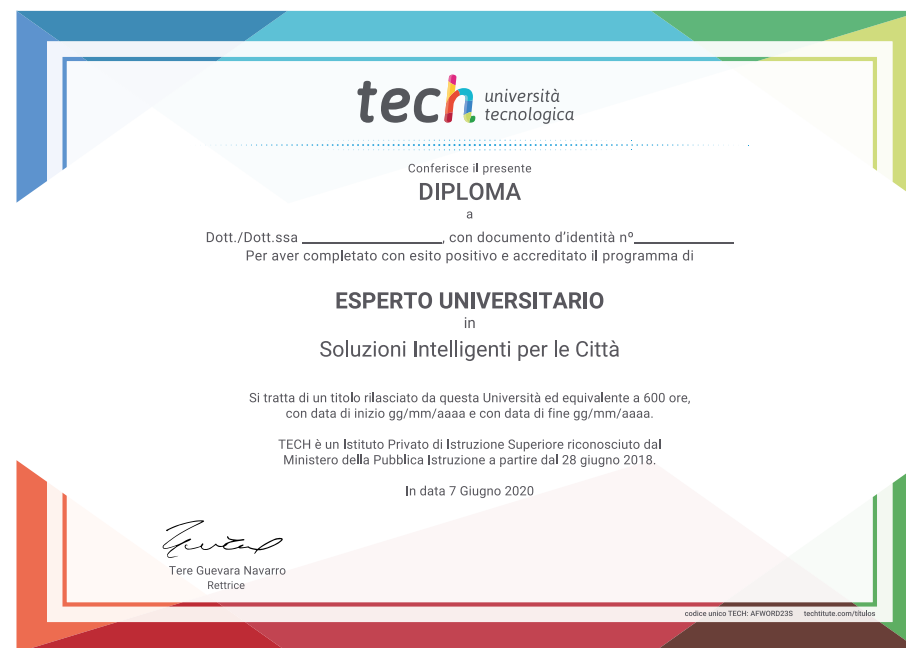 tech università
tecnologica
Conferisce il presente
DIPLOMA
a
Dott./Dott.ssa ________________, con documento d'identità nº____________
Per aver completato con esito positivo e accreditato il programma di
ESPERTO UNIVERSITARIO
in
Soluzioni Intelligenti per le Città
Si tratta di un titolo rilasciato da questa Università ed equivalente a 600 ore,
con data di inizio gg/mm/aaaa e con data di fine gg/mm/aaaa.
TECH è un Istituto Privato di Istruzione Superiore riconosciuto dal
Ministero della Pubblica Istruzione a partire dal 28 giugno 2018.
In data 7 Giugno 2020
Tere Guevara Navarro
Rettrice
codice unico TECH: AFWORD23S techtitute.com/titulos